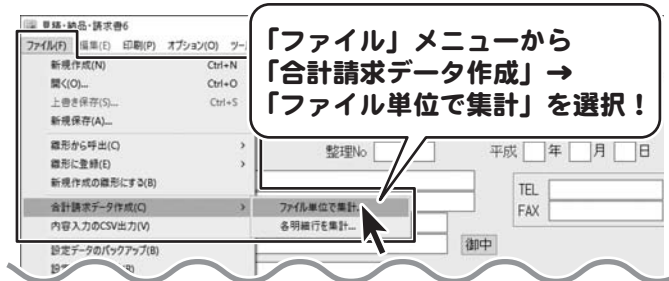 見積・納品・請求書6
ファイル(F) 編集(E) 印刷(P) オプション(O) ツー
新規作成(N) Ctrl+N
開く(O)... Ctrl+O
上書き保存(S)... Ctrl+S
新規保存(A)...
雛形から呼出(C)
雛形に登録(E)
新規作成の雛形にする(B)
合計請求データ作成(C)
内容入力のCSV出力(V)
設定データのバックアップ(B)
ファイル単位で集計...
各明細行を集計...
「ファイル」メニューから
「合計請求データ作成」→
「ファイル単位で集計」を選択！
整理No 平成 年 月 日
TEL
FAX
御中